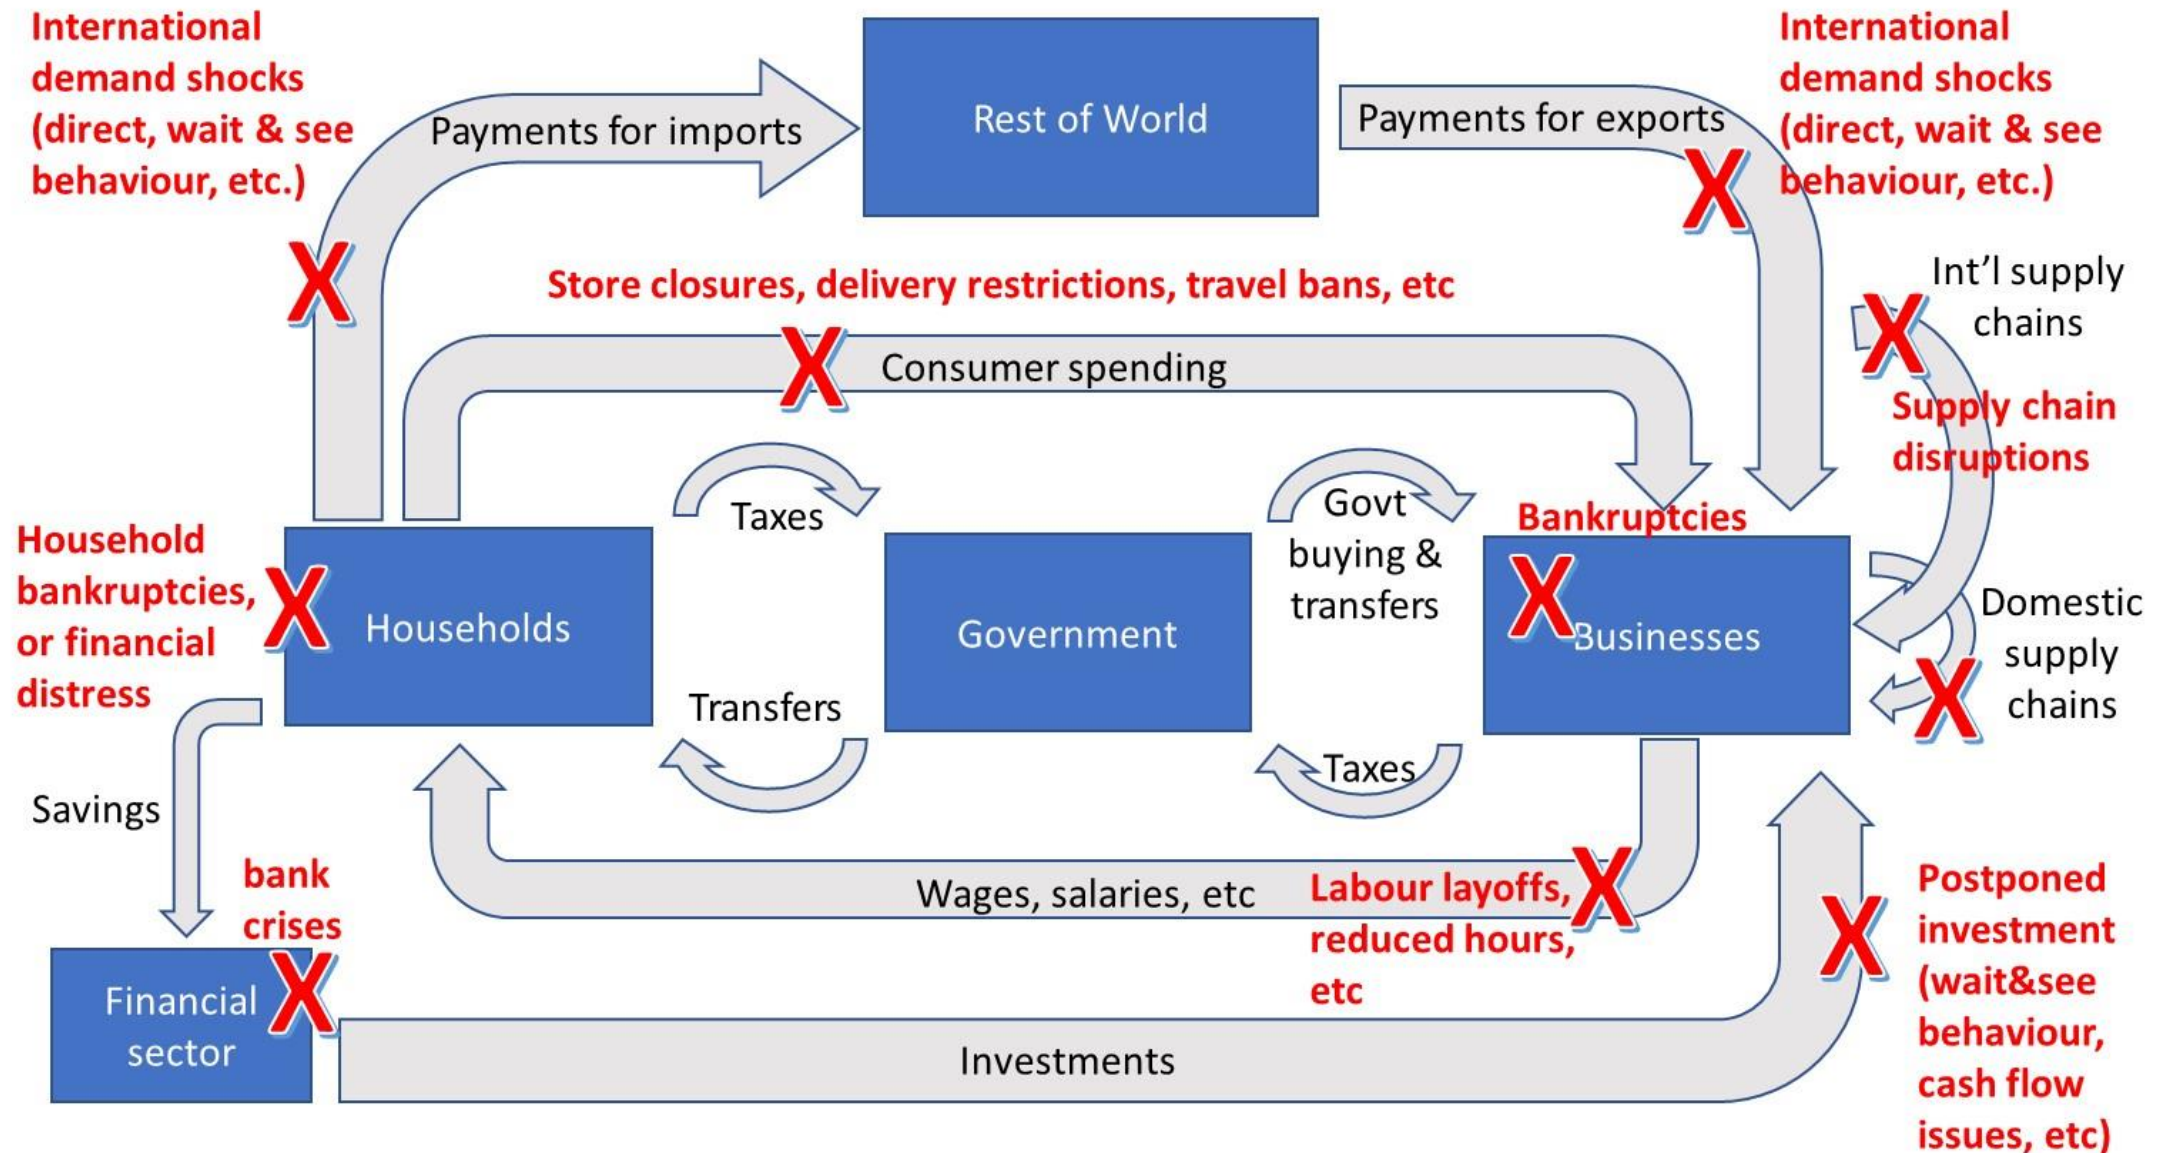 International
demand shocks
(direct, wait & see
behaviour, etc.)
Payments for imports
Rest of World
Payments for exports
International
demand shocks
(direct, wait & see
behaviour, etc.)
X
X
Store closures, delivery restrictions, travel bans, etc
X
Consumer spending
Int'l supply
chains
X
Supply chain
disruptions
Taxes
Govt
buying &
transfers
Bankruptcies
Household
bankruptcies,
or financial
distress
X
Households
Government
X
Businesses
Domestic
supply
chains
X
Transfers
Taxes
Savings
bank
crises
X
Financial
sector
Wages, salaries, etc
Labour layoffs,
reduced hours,
etc
X
Investments
X
Postponed
investment
(wait&see
behaviour,
cash flow
issues, etc)